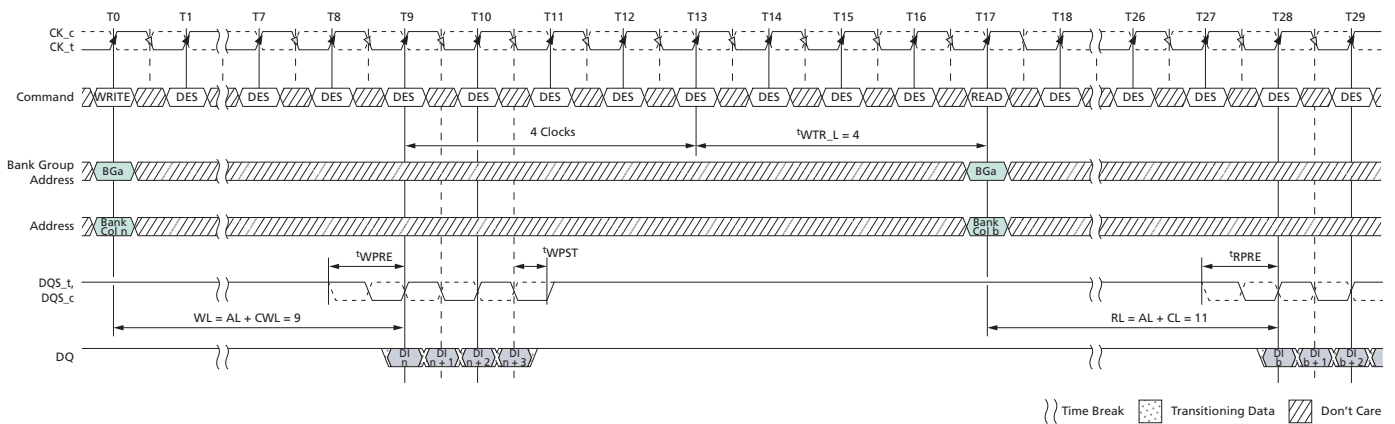 T0 T1 T7 T8 T9 T10 T11 T12 T13 T14 T15 T16 T17 T18 T26 T27 T28 T29
CK_c
CK_t
Command WRITE DES DES DES DES DES DES DES DES DES DES DES READ DES DES DES DES DES
4 Clocks tWTR_L = 4
Bank Group
Address
BGa BGa
Address
Bank
Col n
Bank
Col b
tWPRE tWPST tRPRE
DQS_t,
DQS_c
WL = AL + CWL = 9 RL = AL + CL = 11
DQ
DI
n
DI
n + 1
DI
n + 2
DI
n + 3
DI
b
DI
b + 1
DI
b + 2
Time Break Transitioning Data Don't Care